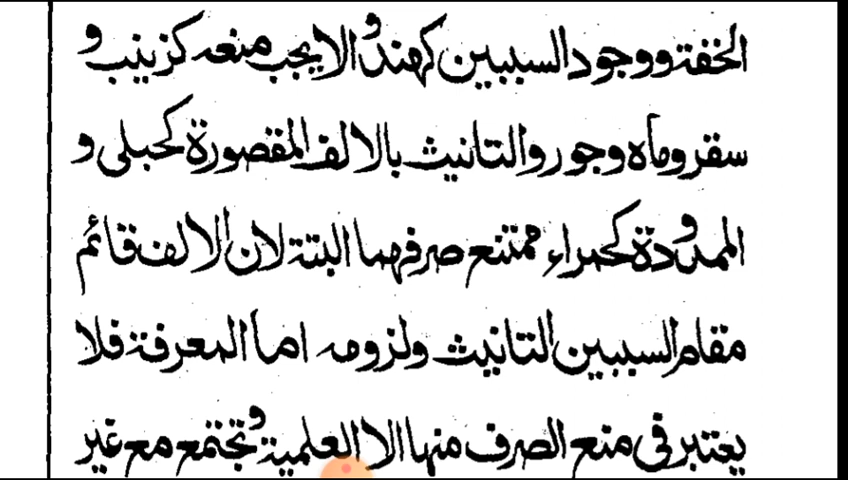 الخفة ووجود السببين كهند والا يجب منعه كزينب و
سقر وماه وجور والتانيث بالالف المقصورة كحبلى و
الممدودة كحمراء ممتنع صرفهما البتة لان الالف قائم
مقام السببين التانيث ولزومه اما المعرفة فلا
يعتبر فى منع الصرف منها الا العلمية وتجتمع مع غير